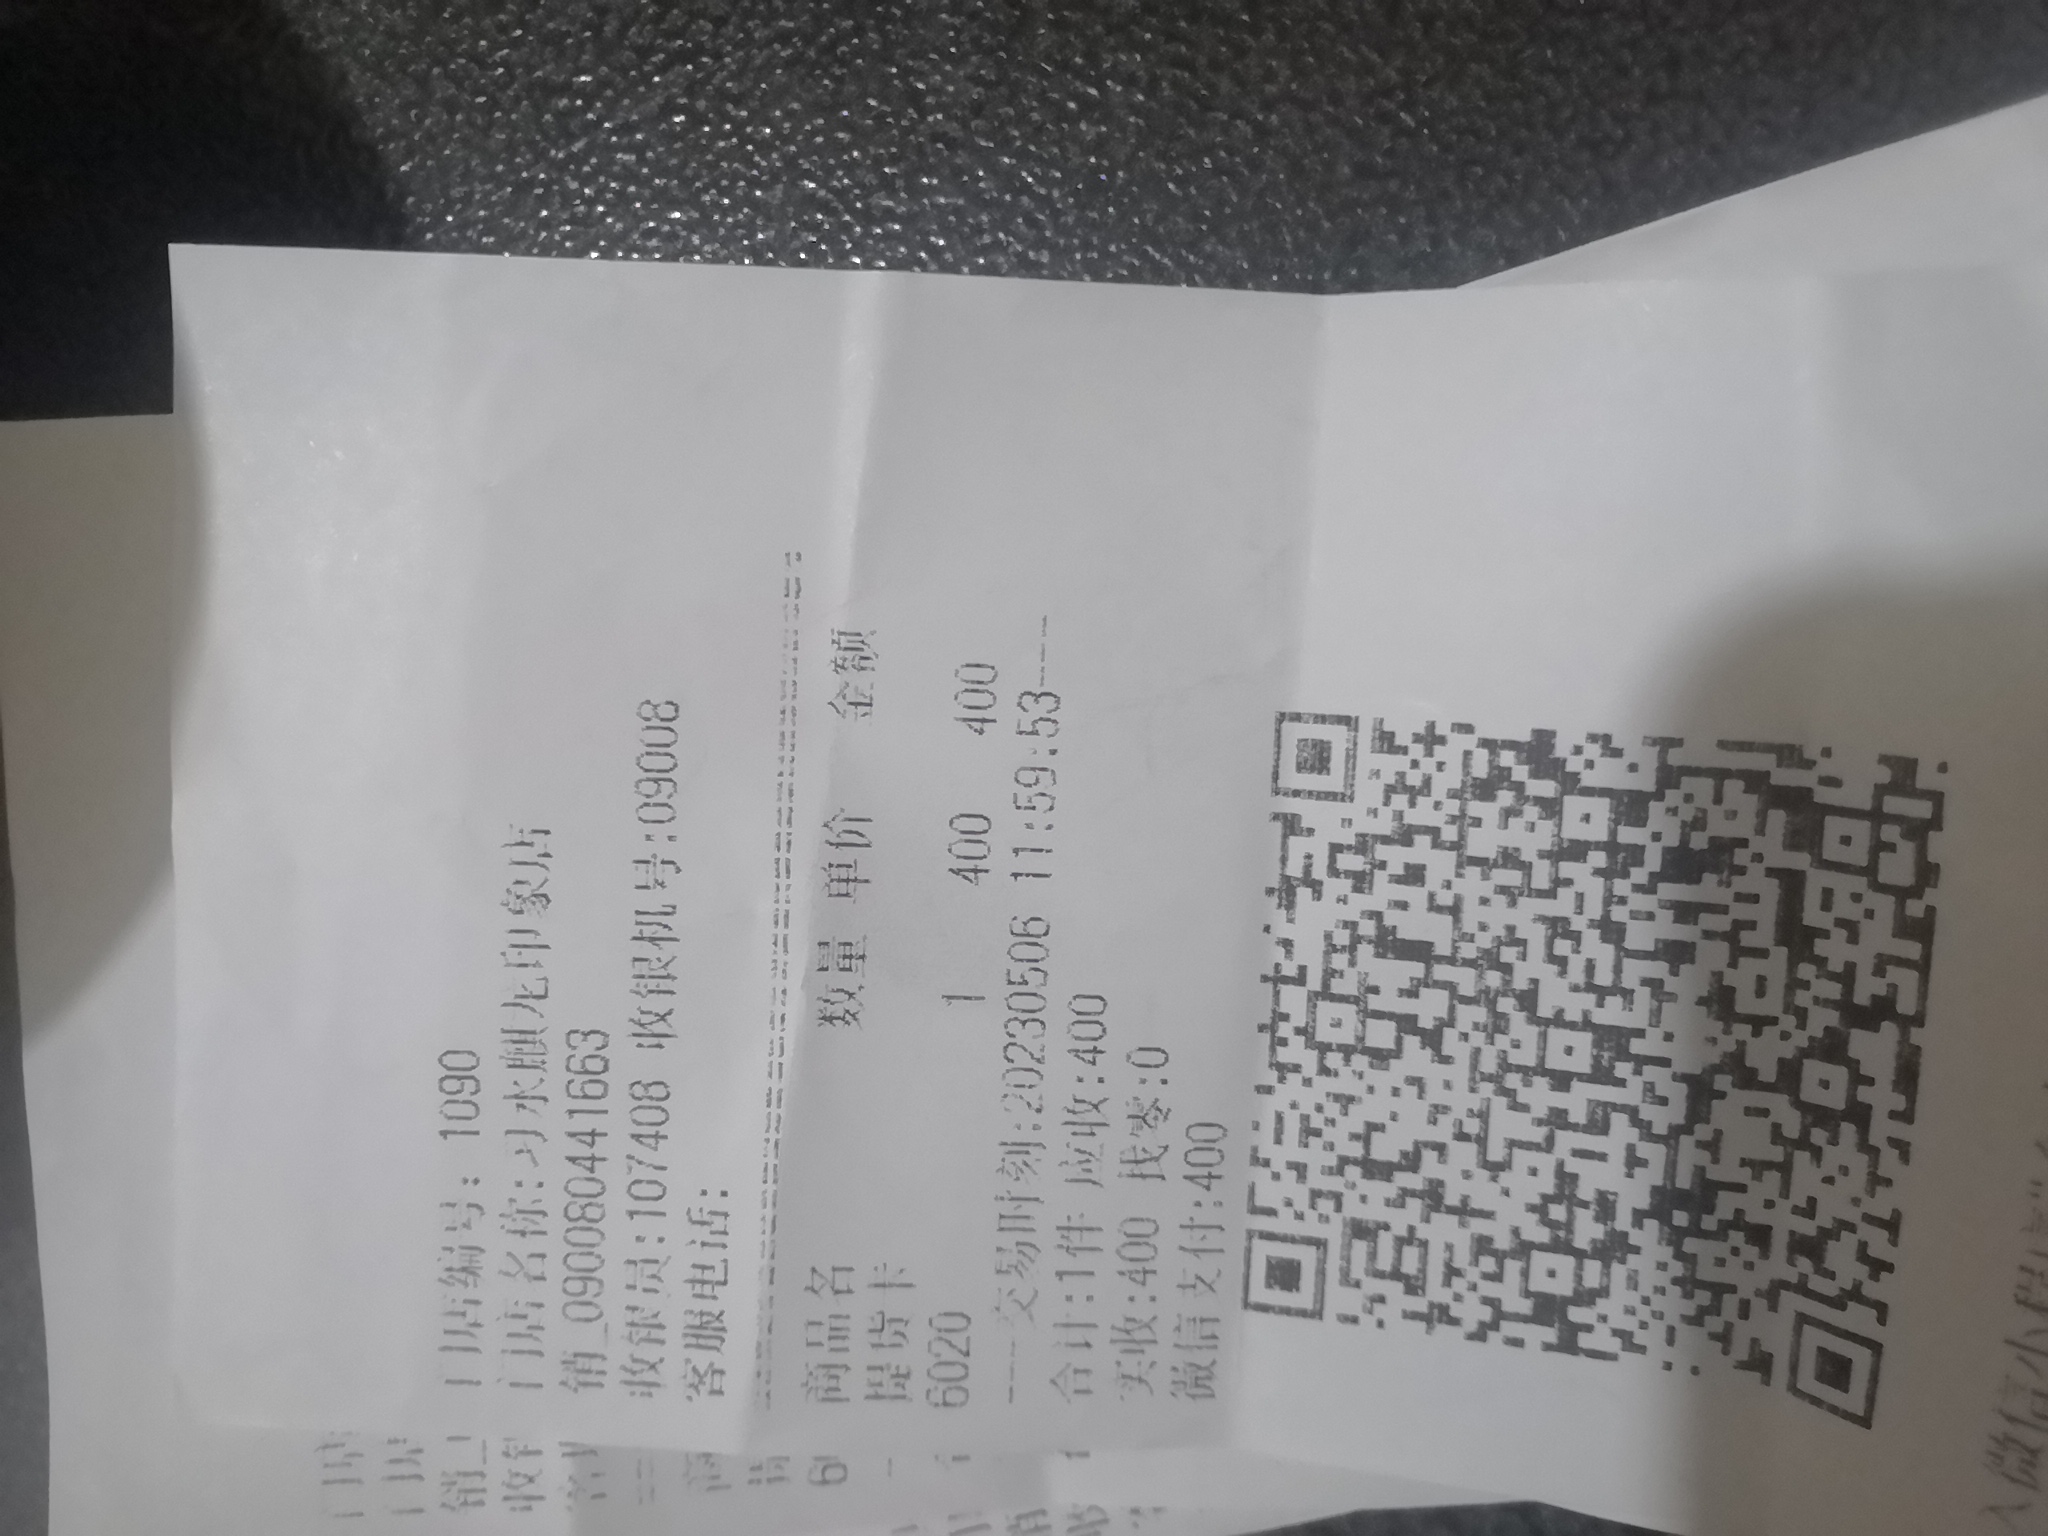 门店编号: 1090
门店名称:习水麒龙印象店
销_09008044​1663
收银员:107408 收银机号:09008
客服电话:
商品名 数量 单价 金额
提货卡
6020 1 400 400
----交易时刻:20230506 11:59:53----
合计:1件 应收:400
实收:400 找零:0
微信支付:400